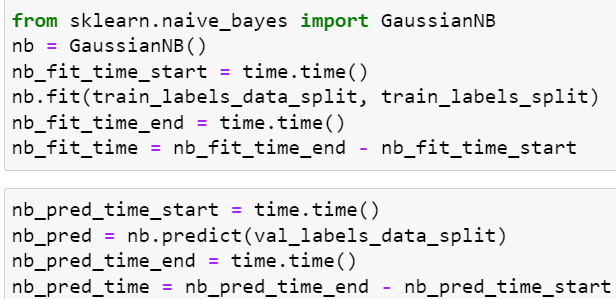 from sklearn.naive_bayes import GaussianNB
nb = GaussianNB()
nb_fit_time_start = time.time()
nb.fit(train_labels_data_split, train_labels_split)
nb_fit_time_end = time.time()
nb_fit_time = nb_fit_time_end - nb_fit_time_start
nb_pred_time_start = time.time()
nb_pred = nb.predict(val_labels_data_split)
nb_pred_time_end = time.time()
nb_pred_time = nb_pred_time_end - nb_pred_time_start